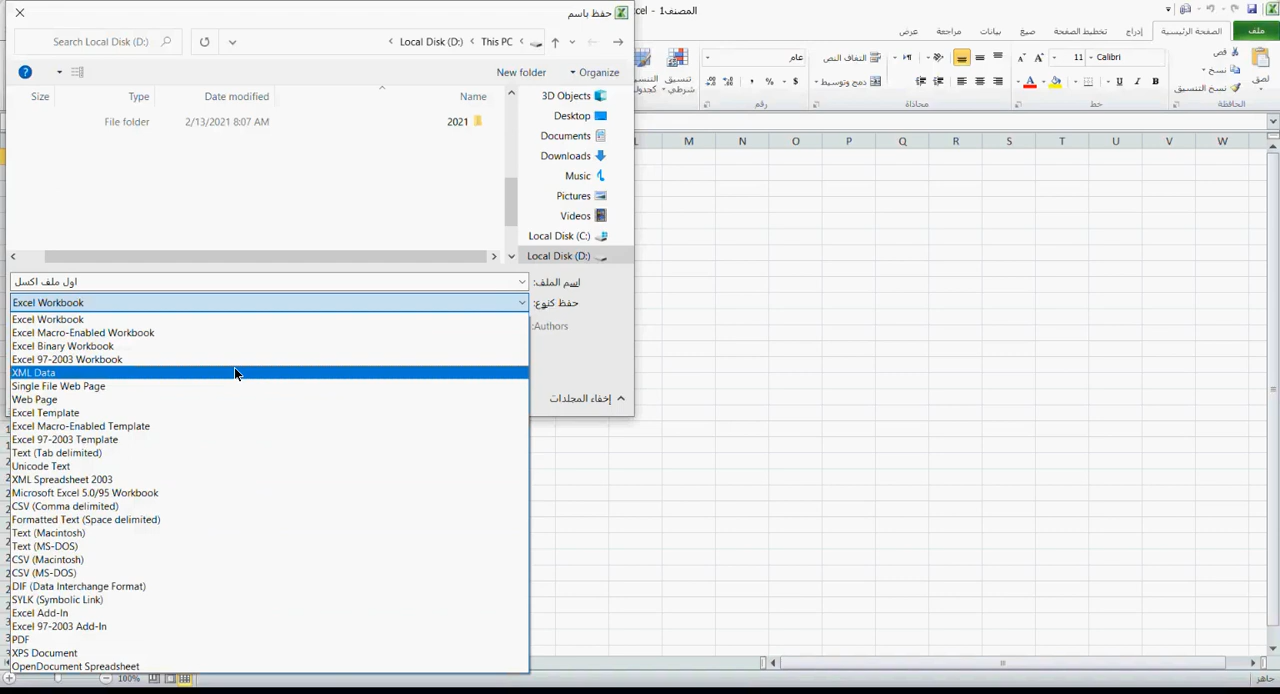 حفظ باسم
المصنف1 - Excel
Search Local Disk (D:)
Local Disk (D:)
This PC
New folder
Organize
Size
Type
Date modified
Name
File folder
2/13/2021 8:07 AM
2021
3D Objects
Desktop
Documents
Downloads
Music
Pictures
Videos
Local Disk (C:)
Local Disk (D:)
اسم الملف:
اول ملف اكسل
حفظ كنوع:
Excel Workbook
Authors:
إخفاء المجلدات
Excel Workbook
Excel Macro-Enabled Workbook
Excel Binary Workbook
Excel 97-2003 Workbook
XML Data
Single File Web Page
Web Page
Excel Template
Excel Macro-Enabled Template
Excel 97-2003 Template
Text (Tab delimited)
Unicode Text
XML Spreadsheet 2003
Microsoft Excel 5.0/95 Workbook
CSV (Comma delimited)
Formatted Text (Space delimited)
Text (Macintosh)
Text (MS-DOS)
CSV (Macintosh)
CSV (MS-DOS)
DIF (Data Interchange Format)
SYLK (Symbolic Link)
Excel Add-In
Excel 97-2003 Add-In
PDF
XPS Document
OpenDocument Spreadsheet
ملف
الصفحة الرئيسية
إدراج
تخطيط الصفحة
صيغ
بيانات
مراجعة
عرض
لصق
قص
نسخ
نسخ التنسيق
الحافظة
Calibri
11
B I U
خط
التفاف النص
دمج وتوسيط
محاذاة
عام
$ %
رقم
تنسيق شرطي
M N O P Q R S T U V W
100%
جاهز